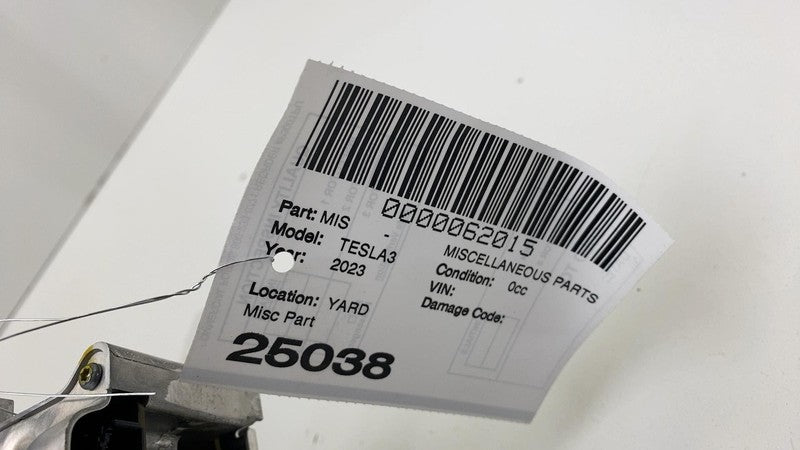 0000062015
Part: MIS -
MISCELLANEOUS PARTS
Model: TESLA3
Condition: 0cc
Year: 2023
VIN:
Damage Code:
Location: YARD
Misc Part
25038